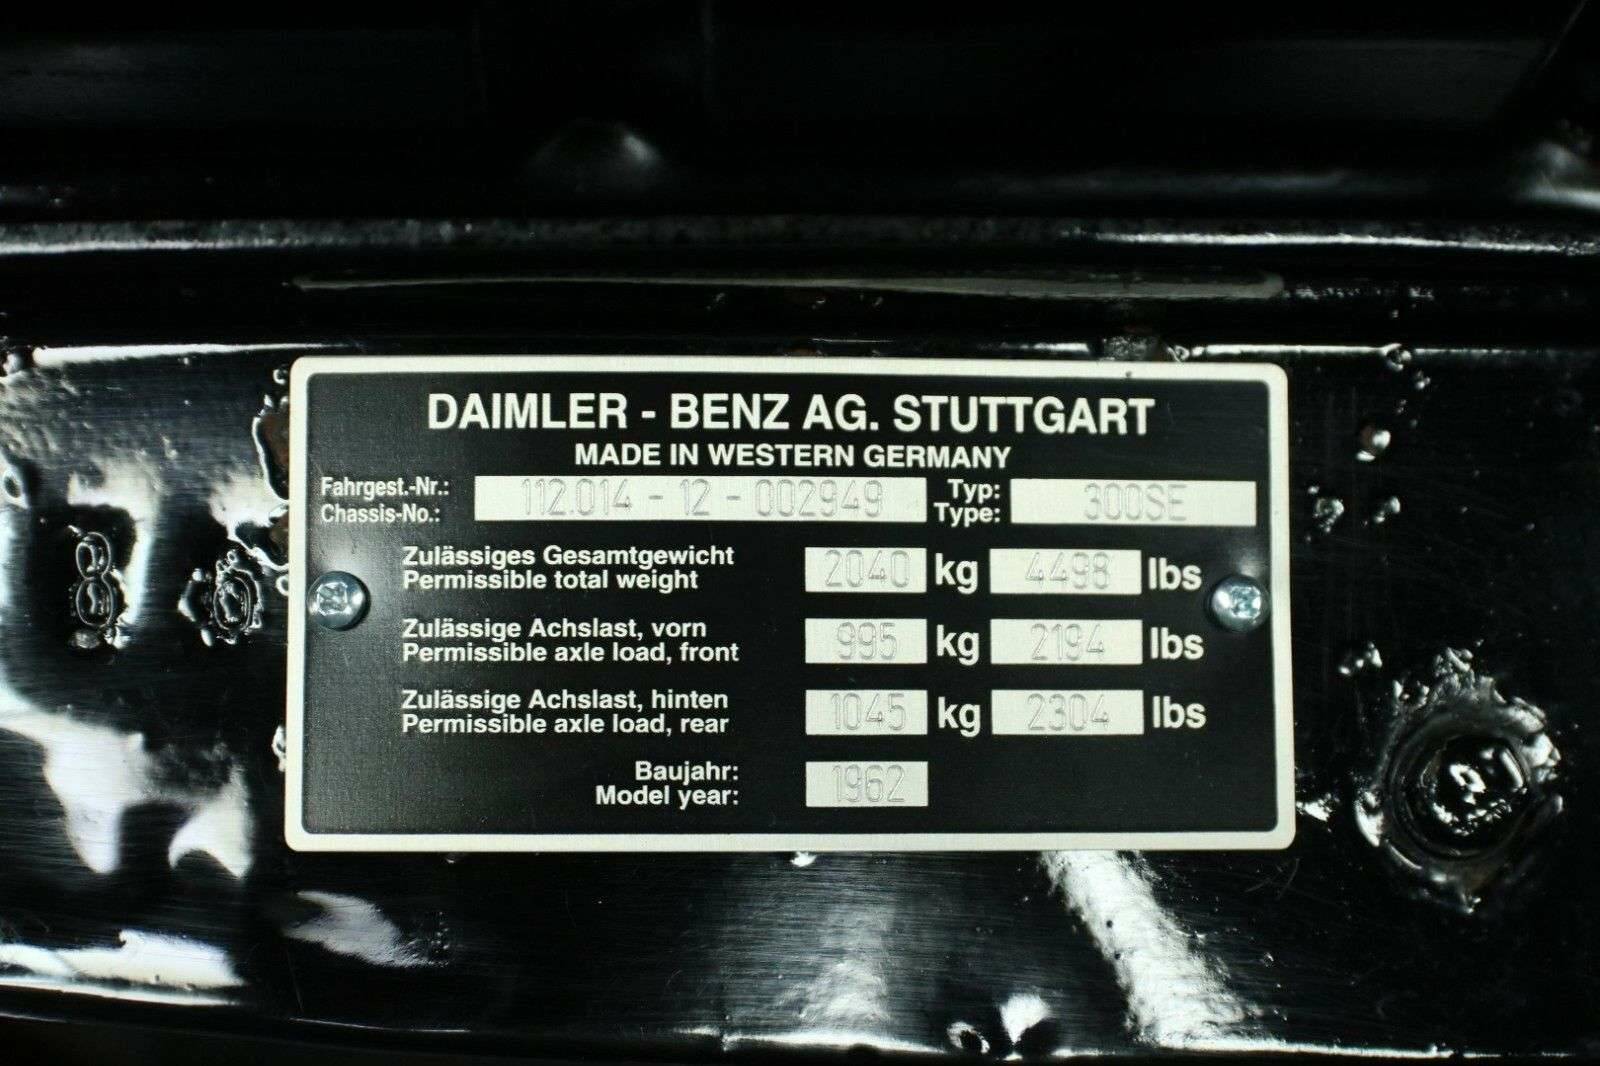 DAIMLER - BENZ AG. STUTTGART
MADE IN WESTERN GERMANY
Fahrgest.-Nr.: 112.014 - 12 - 002949 Typ: 300SE
Chassis-No.: Type:
Zulässiges Gesamtgewicht 2040 kg 4498 lbs
Permissible total weight
Zulässige Achslast, vorn 995 kg 2194 lbs
Permissible axle load, front
Zulässige Achslast, hinten 1045 kg 2304 lbs
Permissible axle load, rear
Baujahr: 1962
Model year: